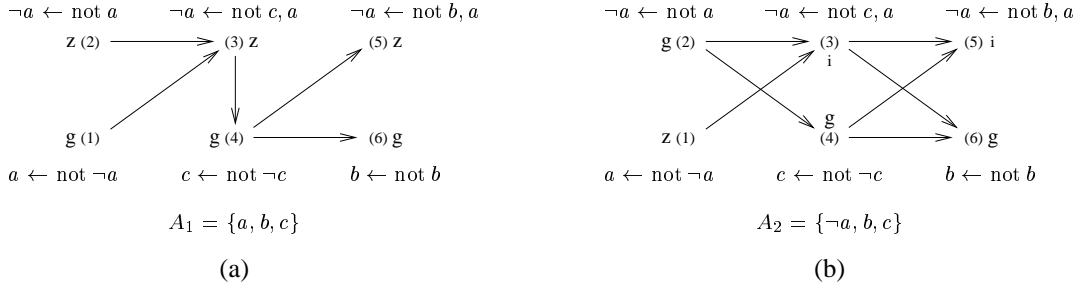 ¬a ← not a ¬a ← not c, a ¬a ← not b, a
z (2) (3) z (5) z
g (1) g (4) (6) g
a ← not ¬a c ← not ¬c b ← not b
A₁ = {a, b, c}
(a)
¬a ← not a ¬a ← not c, a ¬a ← not b, a
g (2) (3) (5) i
i
g
z (1) (4) (6) g
a ← not ¬a c ← not ¬c b ← not b
A₂ = {¬a, b, c}
(b)